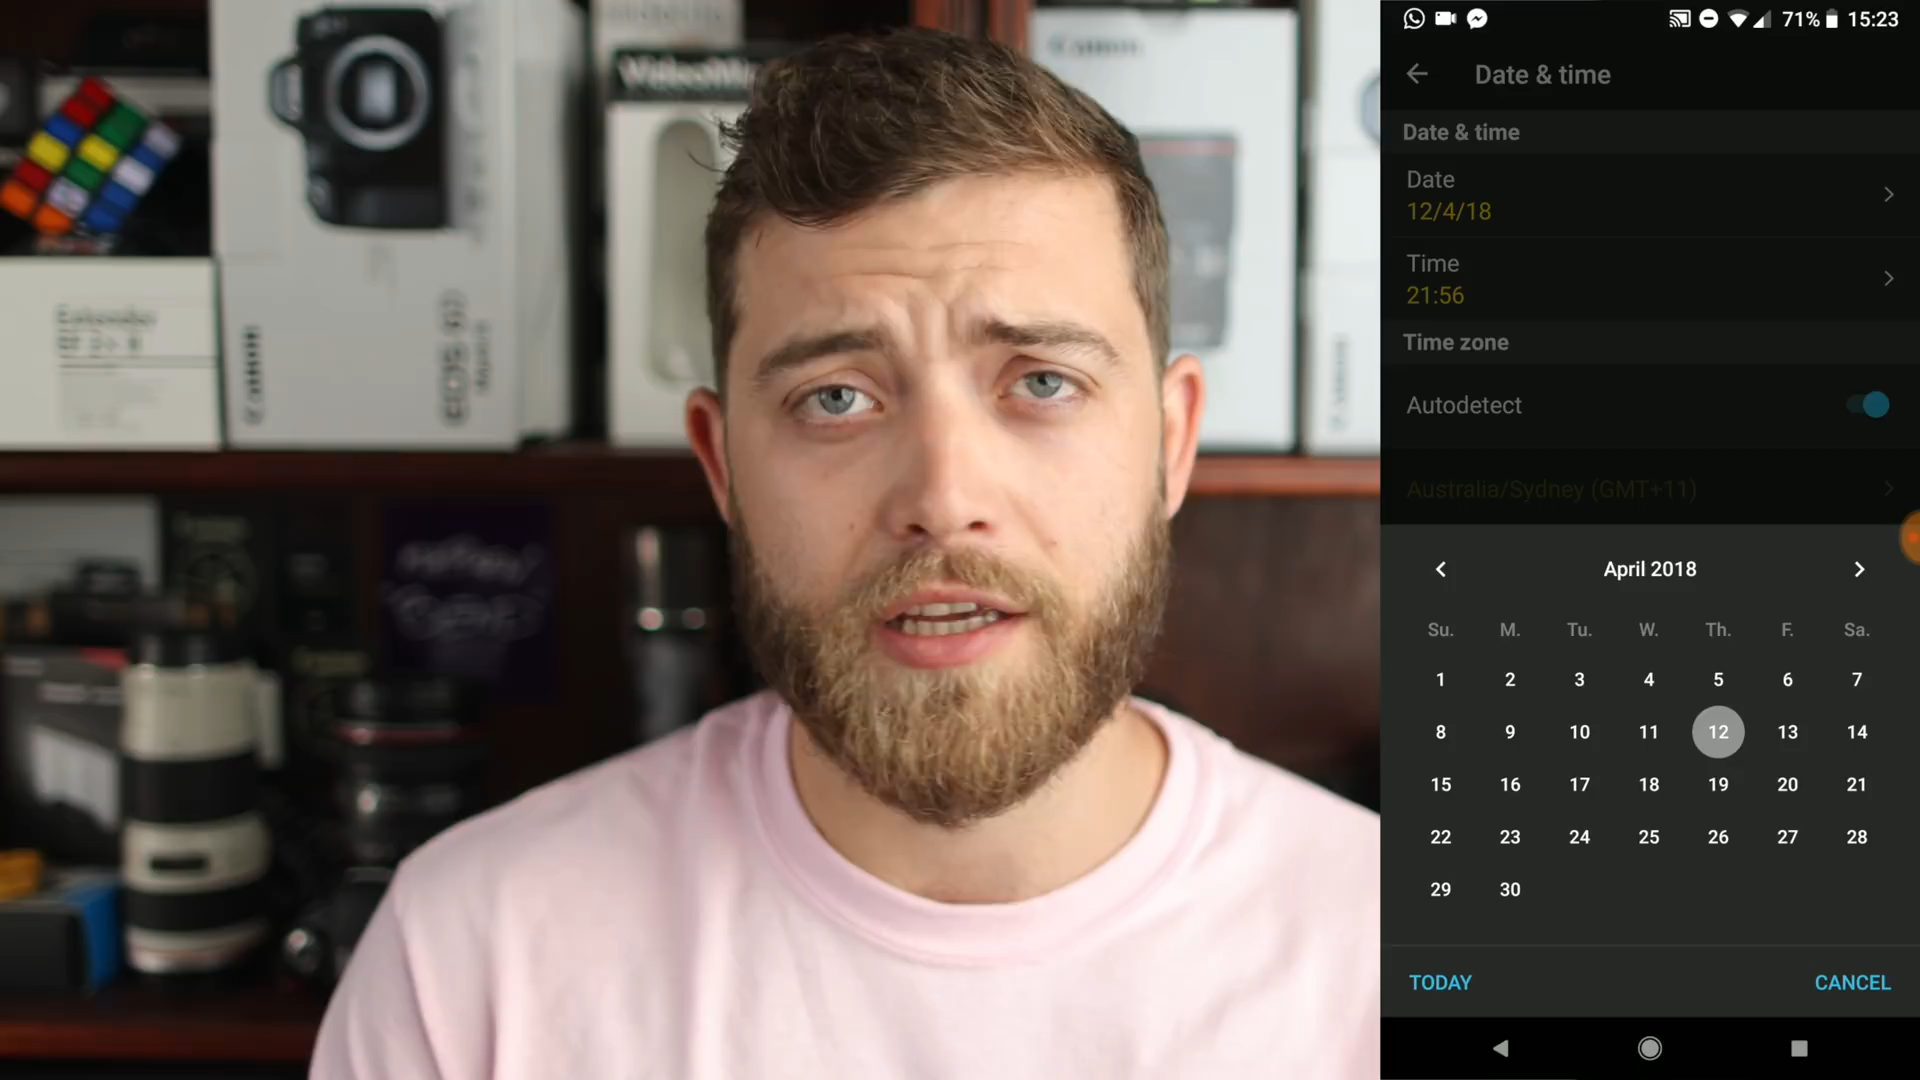 Canon
Extender
Canon
71% 15:23
Date & time
Date & time
Date
12/4/18
Time
21:56
Time zone
Autodetect
Australia/Sydney (GMT+11)
April 2018
Su. M. Tu. W. Th. F. Sa.
1 2 3 4 5 6 7
8 9 10 11 12 13 14
15 16 17 18 19 20 21
22 23 24 25 26 27 28
29 30
TODAY CANCEL